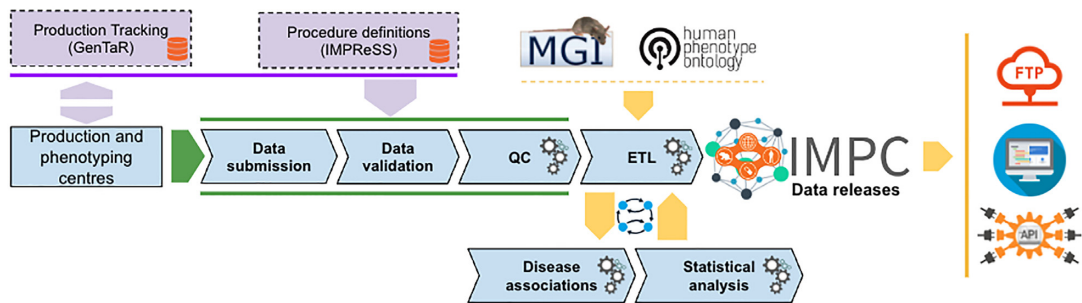 Production Tracking
(GenTaR)
Procedure definitions
(IMPReSS)
MGI
human
phenotype
ontology
FTP
Production and
phenotyping
centres
Data
submission
Data
validation
QC
ETL
IMPC
Data releases
API
Disease
associations
Statistical
analysis